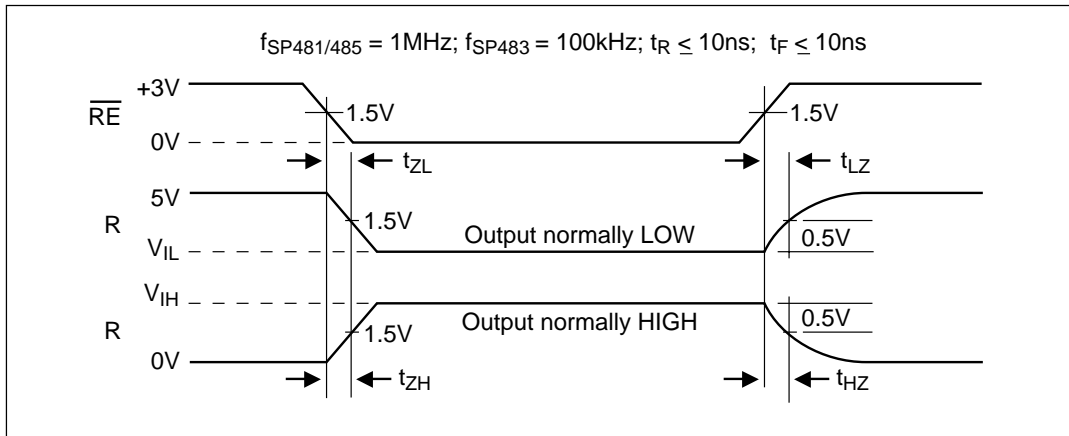 fSP481/485 = 1MHz; fSP483 = 100kHz; tR ≤ 10ns; tF ≤ 10ns
+3V
RE
1.5V
1.5V
0V
tZL
tLZ
5V
R
1.5V
Output normally LOW
0.5V
VIL
VIH
R
1.5V
Output normally HIGH
0.5V
0V
tZH
tHZ